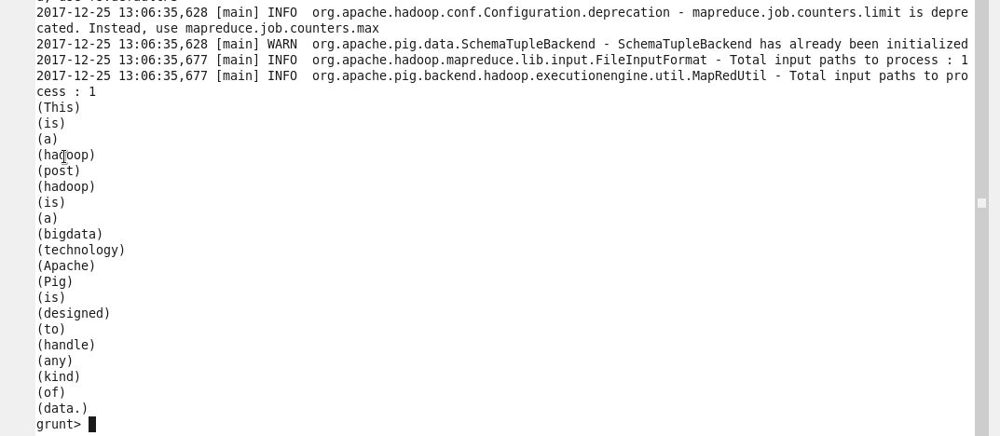 2017-12-25 13:06:35,628 [main] INFO  org.apache.hadoop.conf.Configuration.deprecation - mapreduce.job.counters.limit is depre
cated. Instead, use mapreduce.job.counters.max
2017-12-25 13:06:35,628 [main] WARN  org.apache.pig.data.SchemaTupleBackend - SchemaTupleBackend has already been initialized
2017-12-25 13:06:35,677 [main] INFO  org.apache.hadoop.mapreduce.lib.input.FileInputFormat - Total input paths to process : 1
2017-12-25 13:06:35,677 [main] INFO  org.apache.pig.backend.hadoop.executionengine.util.MapRedUtil - Total input paths to pro
cess : 1
(This)
(is)
(a)
(hadoop)
(post)
(hadoop)
(is)
(a)
(bigdata)
(technology)
(Apache)
(Pig)
(is)
(designed)
(to)
(handle)
(any)
(kind)
(of)
(data.)
grunt>